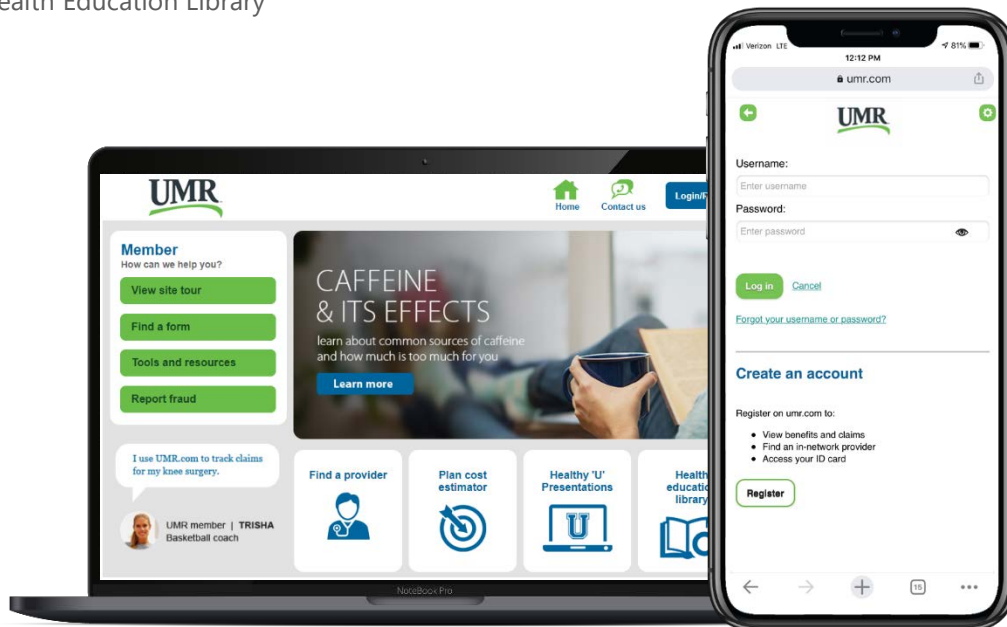 ealth Education Library
UMR
Home
Contact us
Member
How can we help you?
View site tour
Find a form
Tools and resources
Report fraud
CAFFEINE
& ITS EFFECTS
learn about common sources of caffeine
and how much is too much for you
Learn more
I use UMR.com to track claims
for my knee surgery.
UMR member | TRISHA
Basketball coach
Find a provider
Plan cost
estimator
Healthy 'U'
Presentations
U
Health
educatio
library
NoteBook Pro
Verizon LTE
81%
12:12 PM
umr.com
UMR
Username:
Enter username
Password:
Enter password
Log in
Cancel
Forgot your username or password?
Create an account
Register on umr.com to:
• View benefits and claims
• Find an in-network provider
• Access your ID card
Register
15